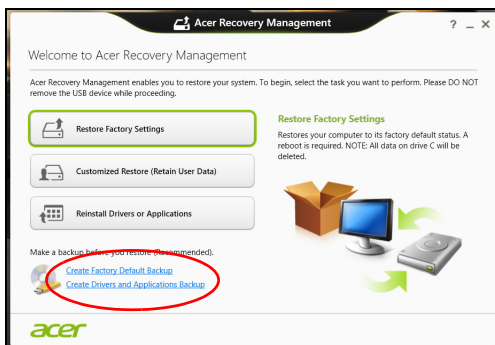 Acer Recovery Management
? _ ×
Welcome to Acer Recovery Management
Acer Recovery Management enables you to restore your system. To begin, select the task you want to perform. Please DO NOT
remove the USB device while proceeding.
Restore Factory Settings
Customized Restore (Retain User Data)
Reinstall Drivers or Applications
Restore Factory Settings
Restores your computer to its factory default status. A
reboot is required. NOTE: All data on drive C will be
deleted.
Make a backup before you restore (Recommended).
Create Factory Default Backup
Create Drivers and Applications Backup
acer